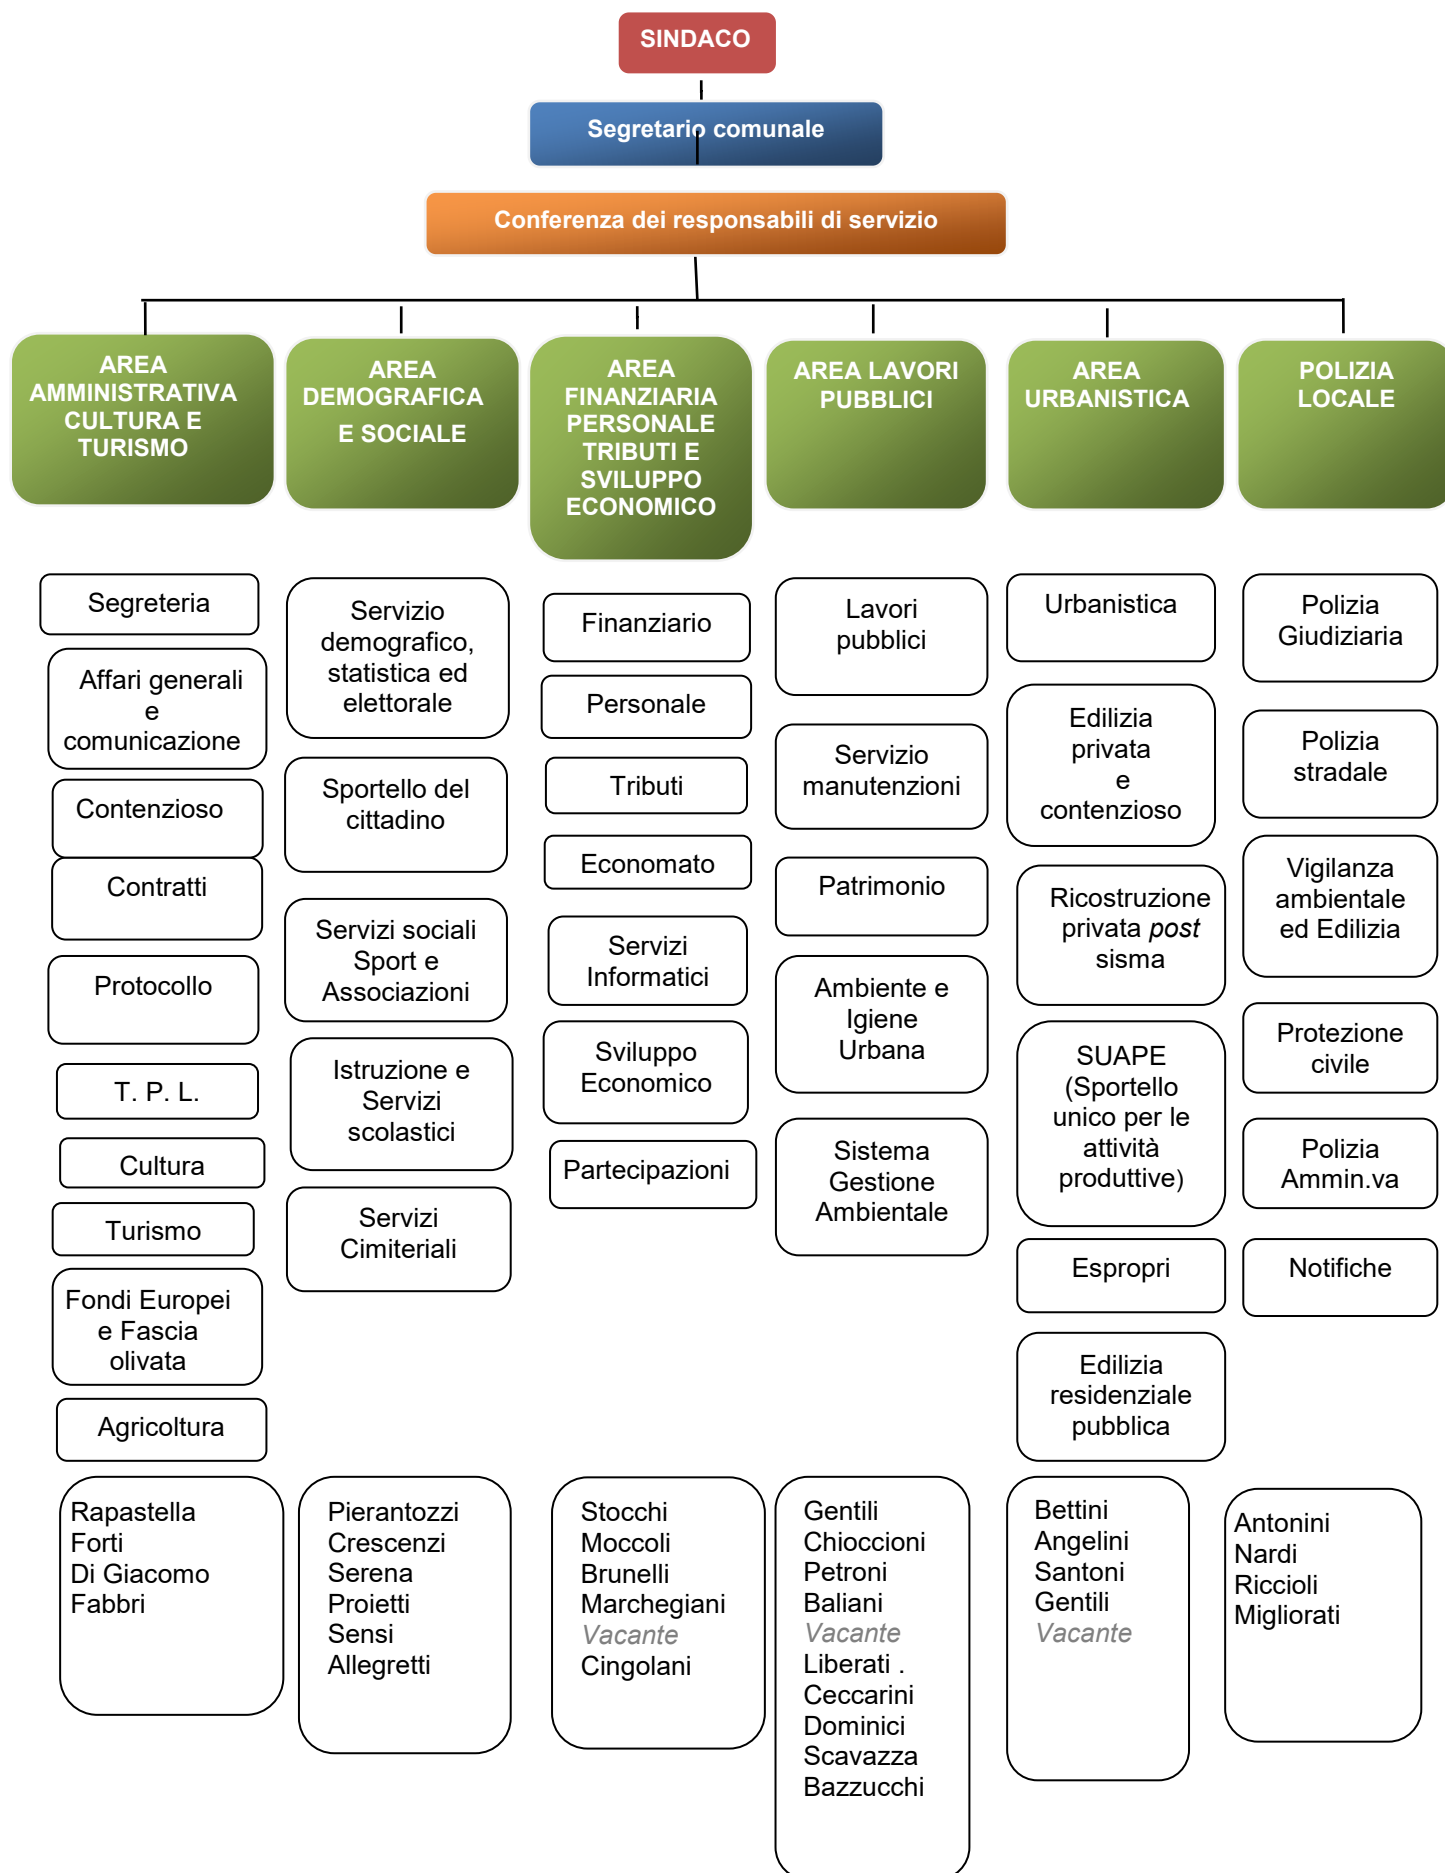 SINDACO
Segretario comunale
Conferenza dei responsabili di servizio
AREA
AMMINISTRATIVA
CULTURA E
TURISMO
AREA
DEMOGRAFICA
E SOCIALE
AREA
FINANZIARIA
PERSONALE
TRIBUTI E
SVILUPPO
ECONOMICO
AREA LAVORI
PUBBLICI
AREA
URBANISTICA
POLIZIA
LOCALE
Segreteria
Affari generali
e
comunicazione
Contenzioso
Contratti
Protocollo
T. P. L.
Cultura
Turismo
Fondi Europei
e Fascia
olivata
Agricoltura
Rapastella
Forti
Di Giacomo
Fabbri
Servizio
demografico,
statistica ed
elettorale
Sportello del
cittadino
Servizi sociali
Sport e
Associazioni
Istruzione e
Servizi
scolastici
Servizi
Cimiteriali
Pierantozzi
Crescenzi
Serena
Proietti
Sensi
Allegretti
Finanziario
Personale
Tributi
Economato
Servizi
Informatici
Sviluppo
Economico
Partecipazioni
Stocchi
Moccoli
Brunelli
Marchegiani
Vacante
Cingolani
Lavori
pubblici
Servizio
manutenzioni
Patrimonio
Ambiente e
Igiene
Urbana
Sistema
Gestione
Ambientale
Gentili
Chioccioni
Petroni
Baliani
Vacante
Liberati .
Ceccarini
Dominici
Scavazza
Bazzucchi
Urbanistica
Edilizia
privata
e
contenzioso
Ricostruzione
privata post
sisma
SUAPE
(Sportello
unico per le
attività
produttive)
Espropri
Edilizia
residenziale
pubblica
Bettini
Angelini
Santoni
Gentili
Vacante
Polizia
Giudiziaria
Polizia
stradale
Vigilanza
ambientale
ed Edilizia
Protezione
civile
Polizia
Ammin.va
Notifiche
Antonini
Nardi
Riccioli
Migliorati